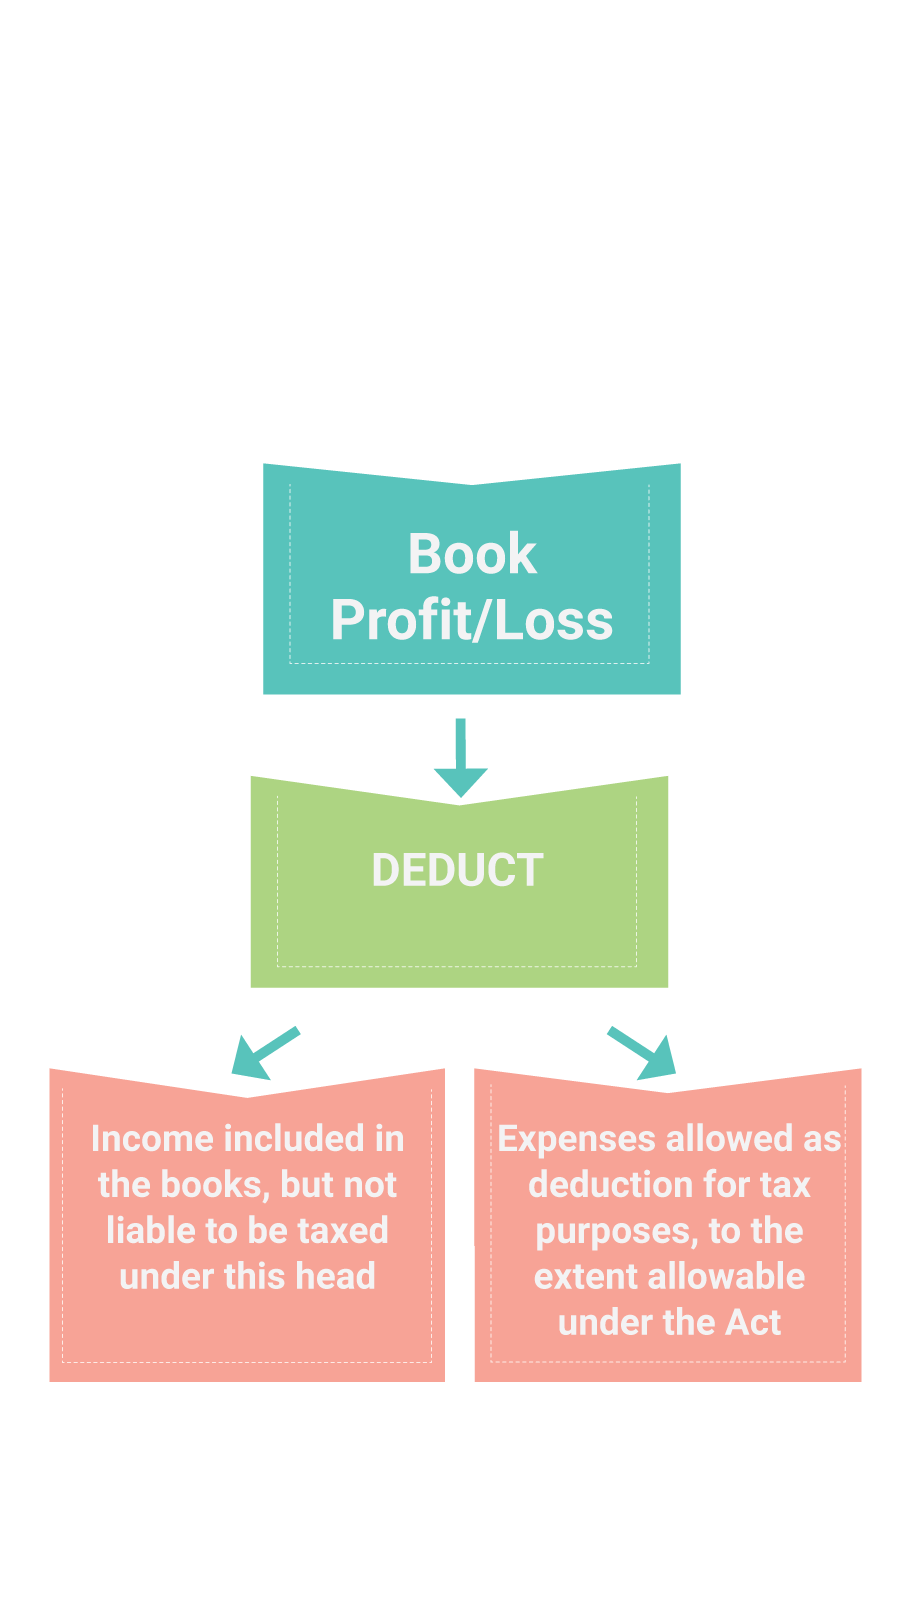 Book
Profit/Loss
DEDUCT
Income included in
the books, but not
liable to be taxed
under this head
Expenses allowed as
deduction for tax
purposes, to the
extent allowable
under the Act